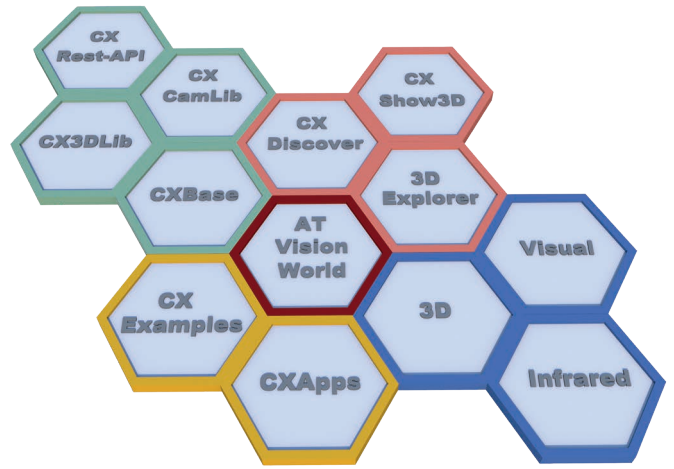 CX
Rest-API
CX
CamLib
CX
Show3D
CX
Discover
CX3DLib
3D
Explorer
CXBase
AT
Vision
World
Visual
CX
Examples
3D
CXApps
Infrared